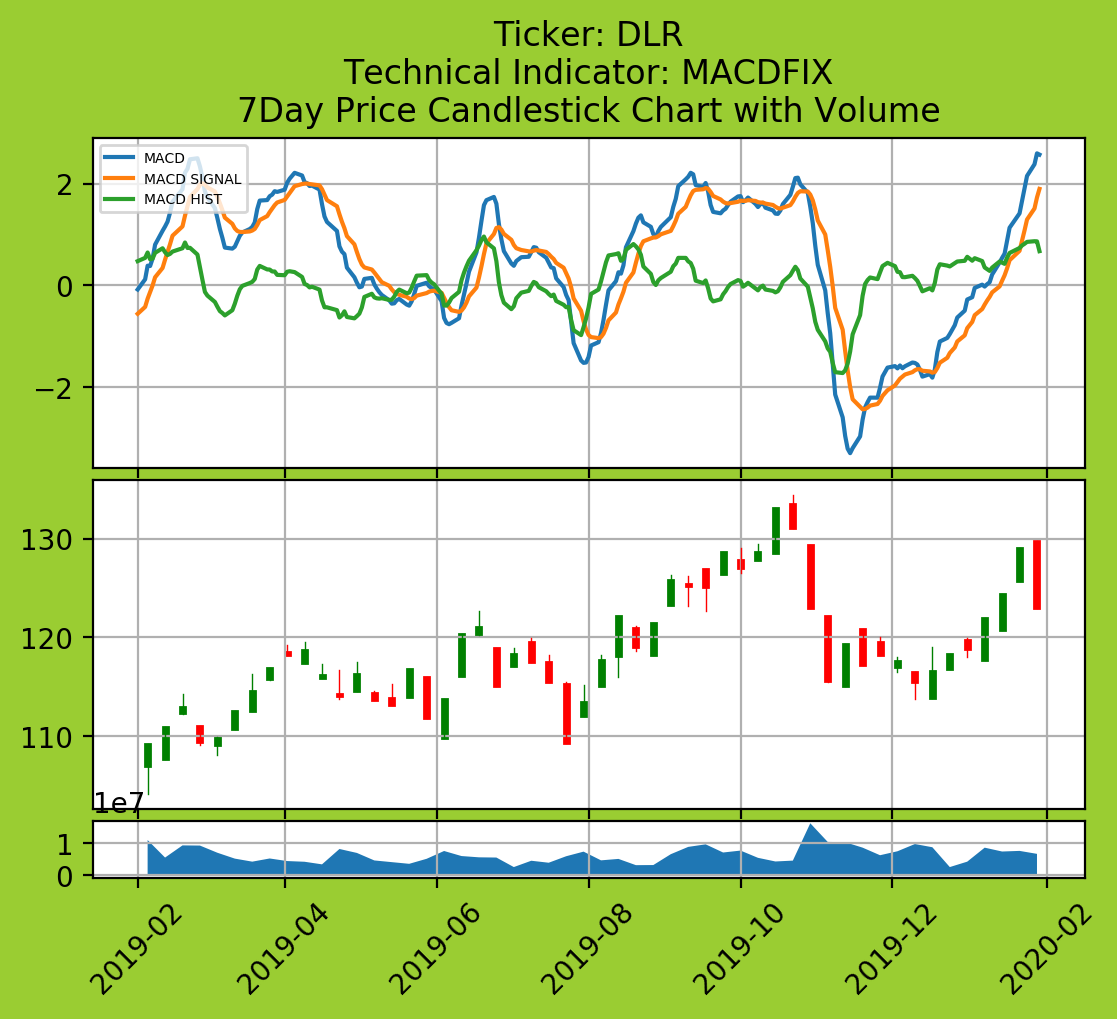 Ticker: DLR
Technical Indicator: MACDFIX
7Day Price Candlestick Chart with Volume
MACD
MACD SIGNAL
MACD HIST
2
0
−2
130
120
110
1e7
1
0
2019-02
2019-04
2019-06
2019-08
2019-10
2019-12
2020-02